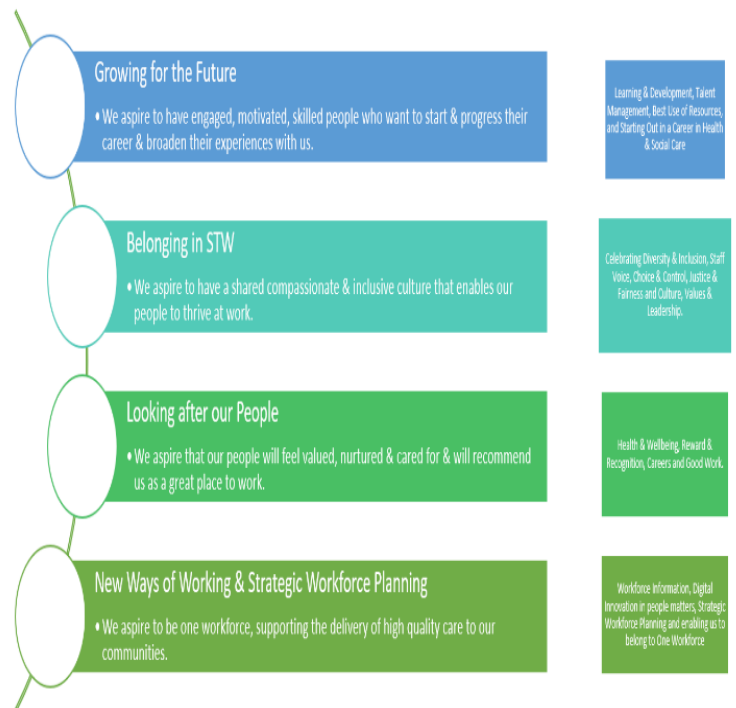 Growing for the Future
• We aspire to have engaged, motivated, skilled people who want to start & progress their
career & broaden their experiences with us.
Learning & Development, Talent
Management, Best Use of Resources,
and Starting Out in a Career in Health
& Social Care
Belonging in STW
• We aspire to have a shared compassionate & inclusive culture that enables our
people to thrive at work.
Celebrating Diversity & Inclusion, Staff
Voice, Choice & Control, Justice &
Fairness and Culture, Values &
Leadership.
Looking after our People
• We aspire that our people will feel valued, nurtured & cared for & will recommend
us as a great place to work.
Health & Wellbeing, Reward &
Recognition, Careers and Good Work.
New Ways of Working & Strategic Workforce Planning
• We aspire to be one workforce, supporting the delivery of high quality care to our
communities.
Workforce Information, Digital
Innovation in people matters, Strategic
Workforce Planning and enabling us to
belong to One Workforce